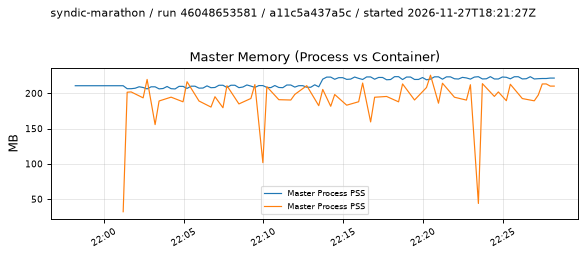 syndic-marathon / run 46048653581 / a11c5a437a5c / started 2026-11-27T18:21:27Z
Master Memory (Process vs Container)
MB
200
150
100
50
Master Process PSS
Master Process PSS
22:00
22:05
22:10
22:15
22:20
22:25